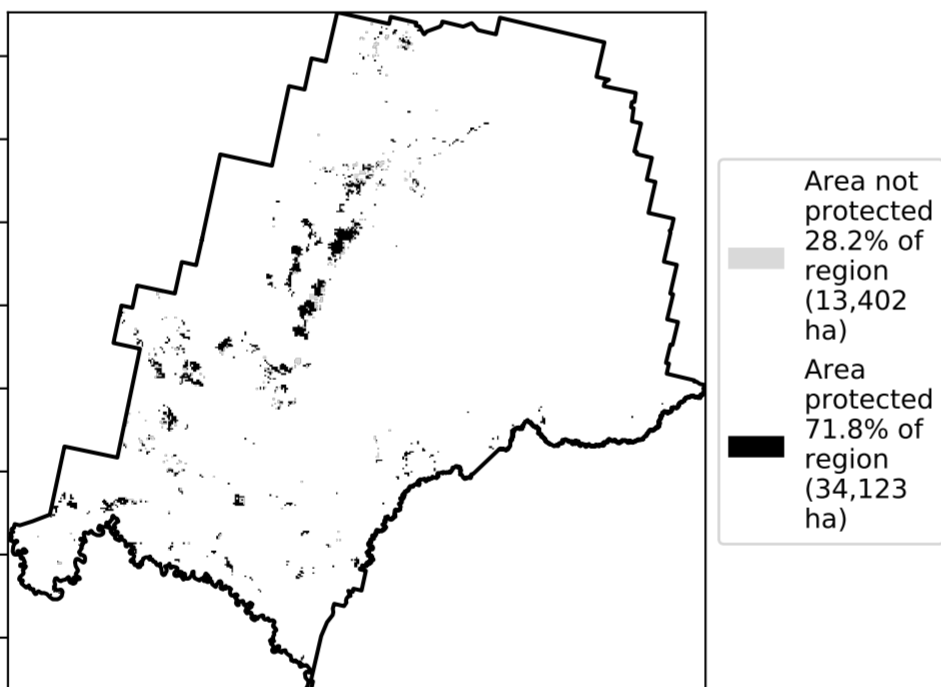 Area not
protected
28.2% of
region
(13,402
ha)
Area
protected
71.8% of
region
(34,123
ha)